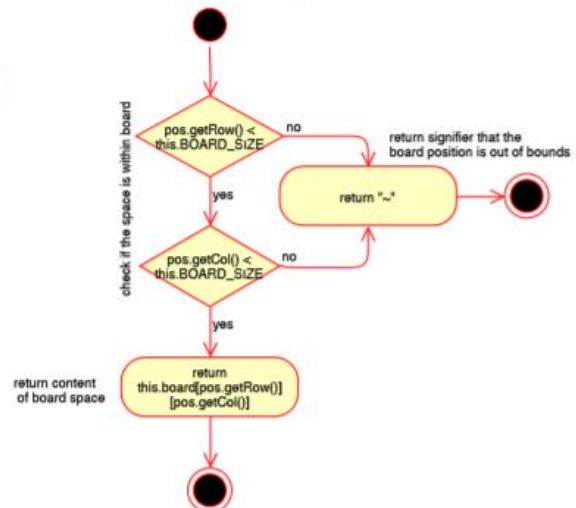 pos.getRow() <
this.BOARD_SIZE
no
return signifier that the
board position is out of bounds
check if the space is within board
yes
return "~"
pos.getCol() <
this.BOARD_SIZE
no
yes
return content
of board space
return
this.board[pos.getRow()]
[pos.getCol()]